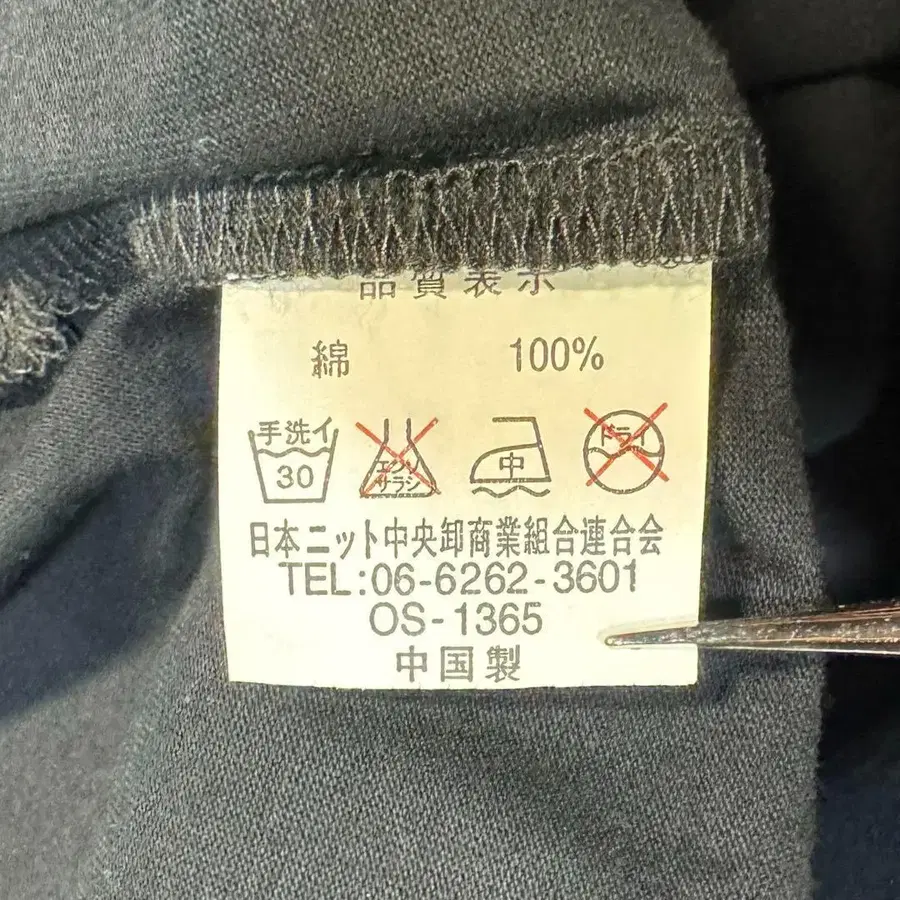 品質表示
綿 100%
手洗イ 30 エンソサラシ 中 ドライ
日本ニット中央卸商業組合連合会
TEL:06-6262-3601
OS-1365
中国製